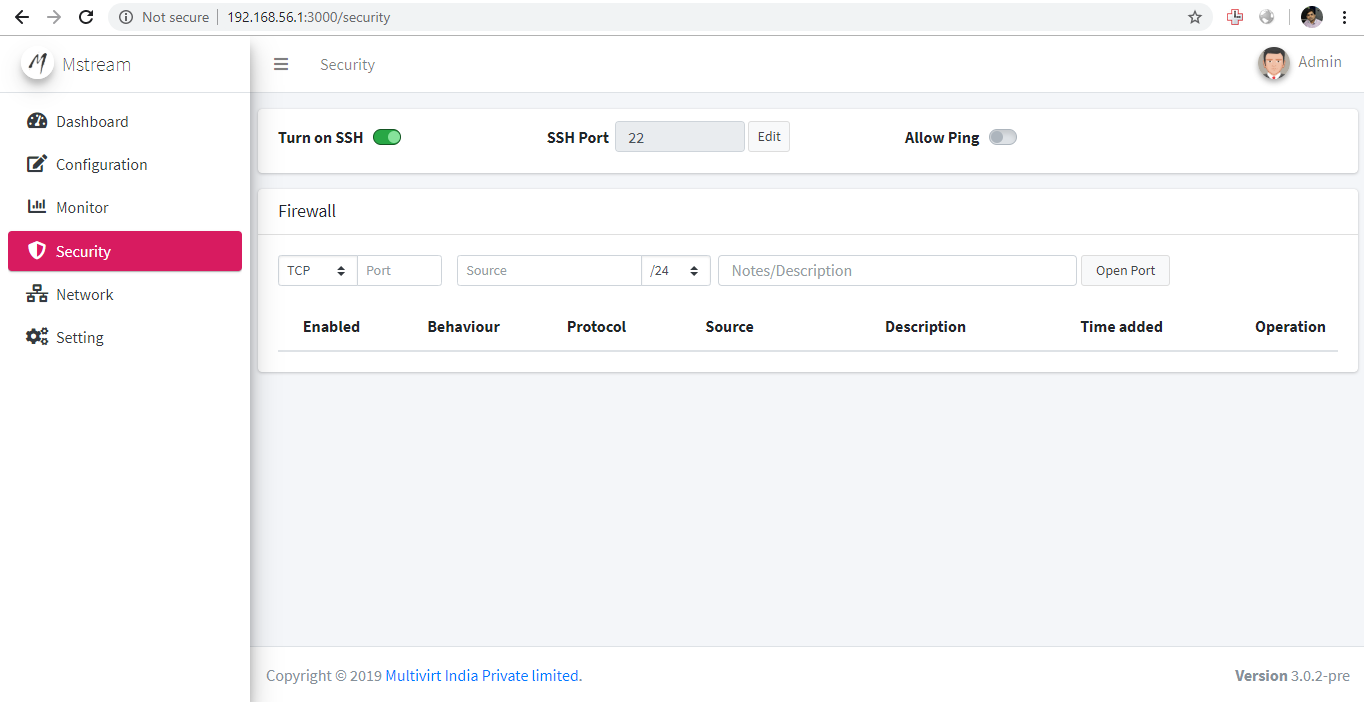 Not secure | 192.168.56.1:3000/security
M Mstream
Security
Admin
Dashboard
Configuration
Monitor
Security
Network
Setting
Turn on SSH SSH Port 22 Edit Allow Ping
Firewall
TCP Port Source /24 Notes/Description Open Port
Enabled Behaviour Protocol Source Description Time added Operation
Copyright © 2019 Multivirt India Private limited. Version 3.0.2-pre